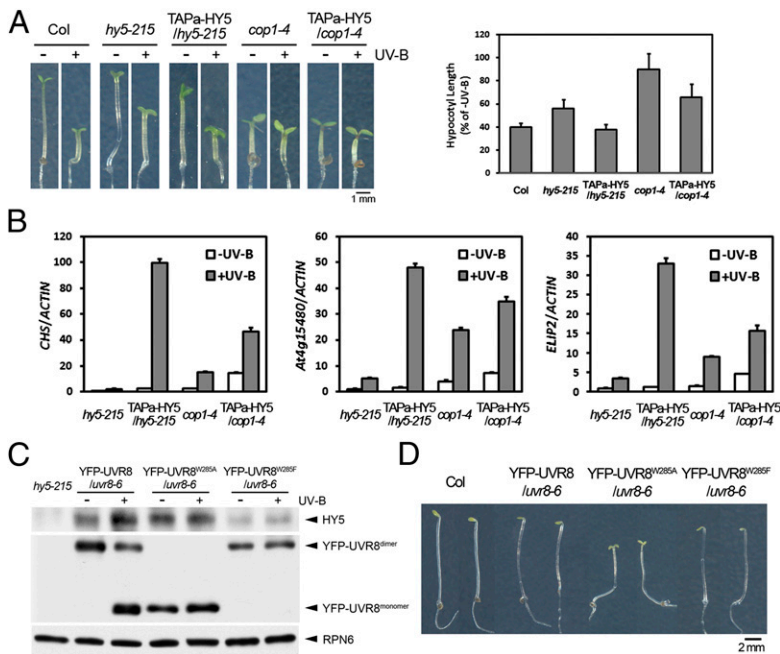 A
Col
hy5-215
TAPa-HY5
/hy5-215
cop1-4
TAPa-HY5
/cop1-4
- + - + - + - + - + UV-B
1 mm
Hypocotyl Length
(% of -UV-B)
120
100
80
60
40
20
0
Col
hy5-215
TAPa-HY5
/hy5-215
cop1-4
TAPa-HY5
/cop1-4
B
CHS/ACTIN
120
100
80
60
40
20
0
-UV-B
+UV-B
hy5-215
TAPa-HY5
/hy5-215
cop1-4
TAPa-HY5
/cop1-4
At4g15480/ACTIN
60
50
40
30
20
10
0
-UV-B
+UV-B
hy5-215
TAPa-HY5
/hy5-215
cop1-4
TAPa-HY5
/cop1-4
ELIP2/ACTIN
40
35
30
25
20
15
10
5
0
-UV-B
+UV-B
hy5-215
TAPa-HY5
/hy5-215
cop1-4
TAPa-HY5
/cop1-4
C
hy5-215
YFP-UVR8
/uvr8-6
YFP-UVR8W285A
/uvr8-6
YFP-UVR8W285F
/uvr8-6
- + - + - + UV-B
HY5
YFP-UVR8dimer
YFP-UVR8monomer
RPN6
D
Col
YFP-UVR8
/uvr8-6
YFP-UVR8W285A
/uvr8-6
YFP-UVR8W285F
/uvr8-6
2 mm